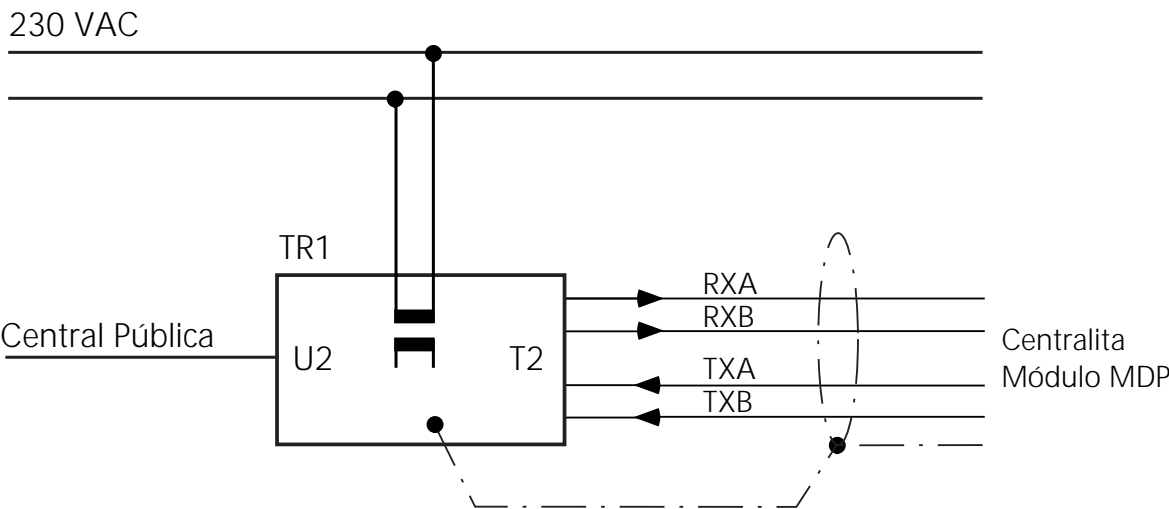 230 VAC
TR1
RXA
RXB
Central Pública
U2
T2
TXA
TXB
Centralita
Módulo MDP